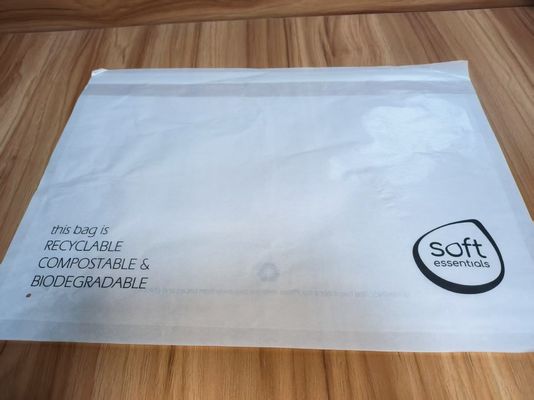 this bag is
RECYCLABLE
COMPOSTABLE &
BIODEGRADABLE
soft
essentials